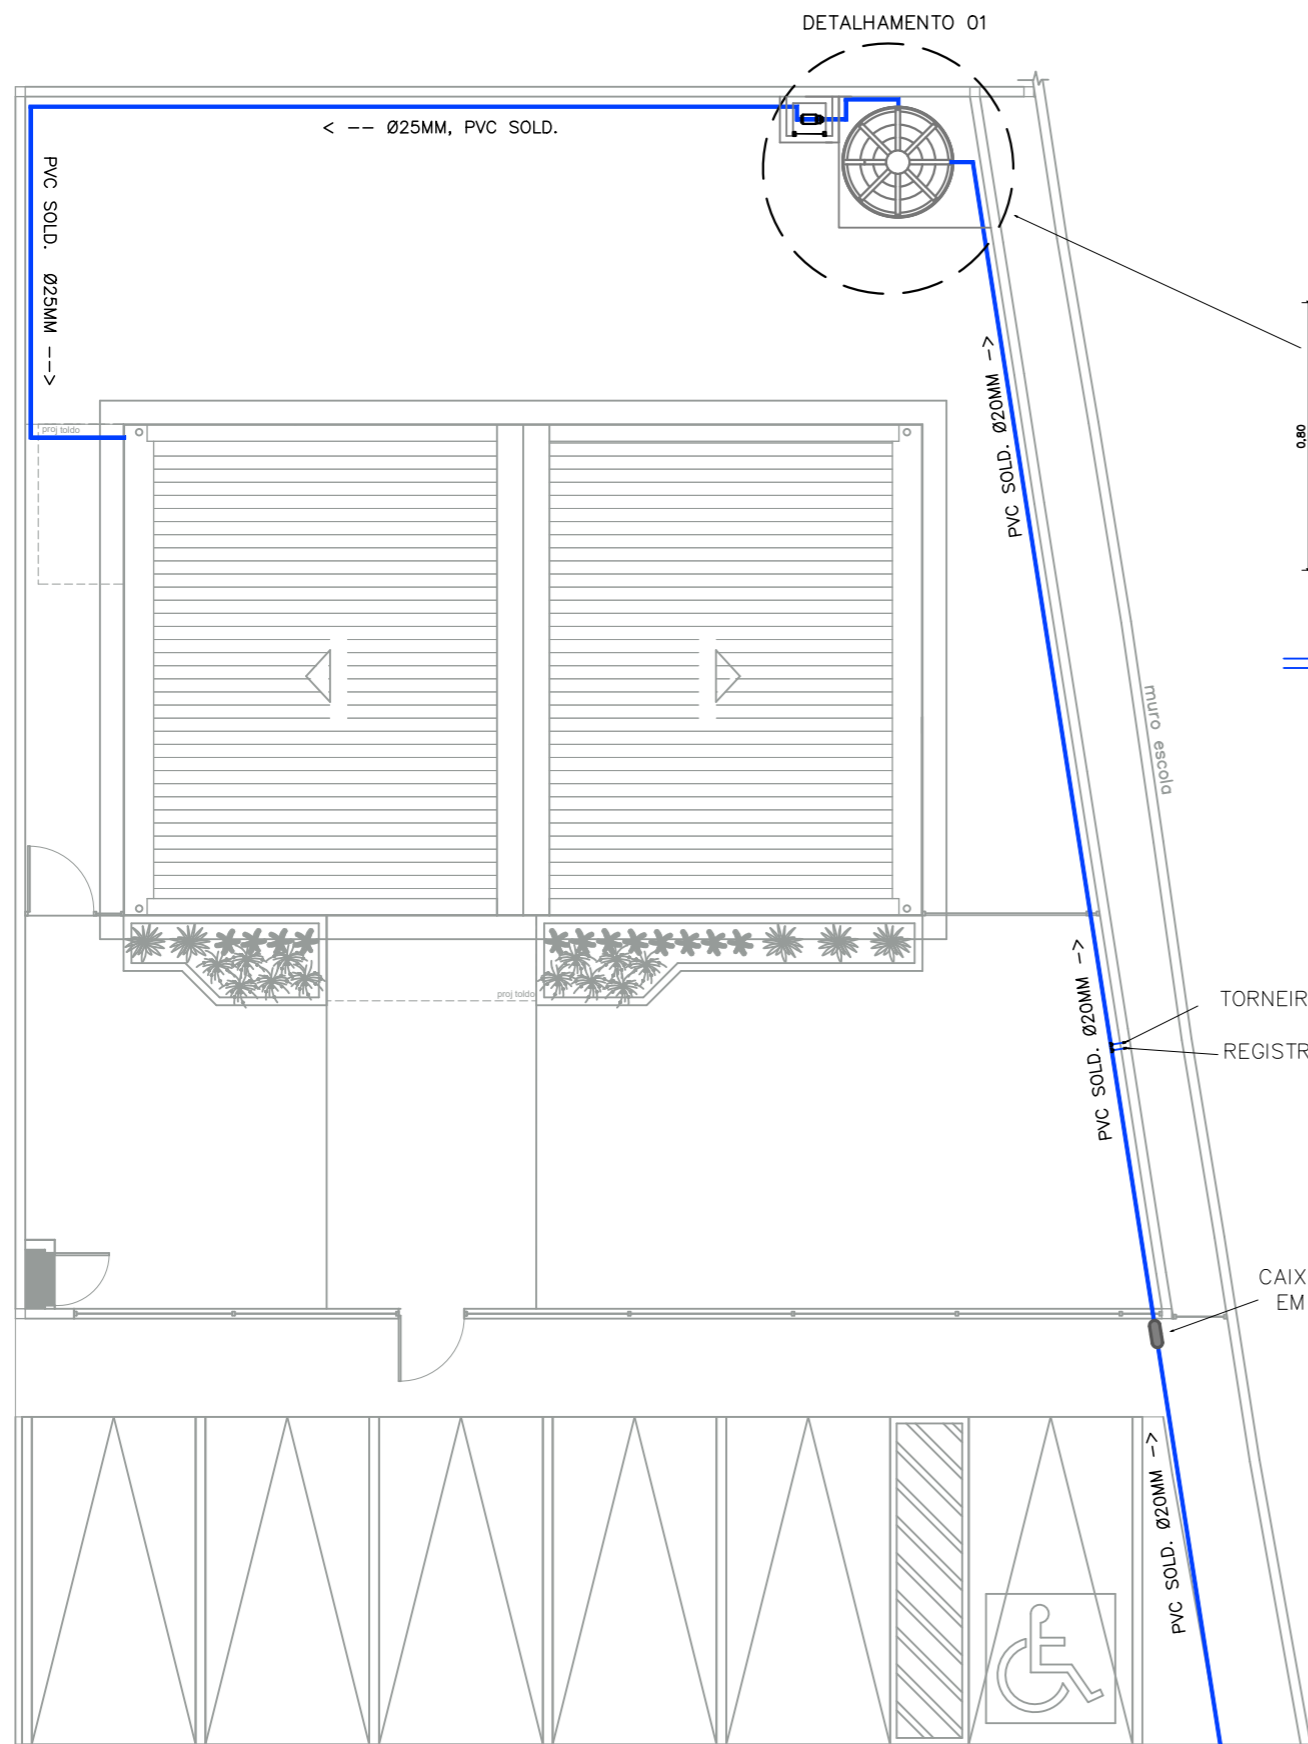 DETALHAMENTO 01
< -- Ø25MM, PVC SOLD.
PVC SOLD. Ø25MM -->
PVC SOLD. Ø20MM ->
0,80
proj toldo
muro escola
proj toldo
PVC SOLD. Ø20MM ->
TORNEIR
REGISTR
CAIX
EM
PVC SOLD. Ø20MM ->